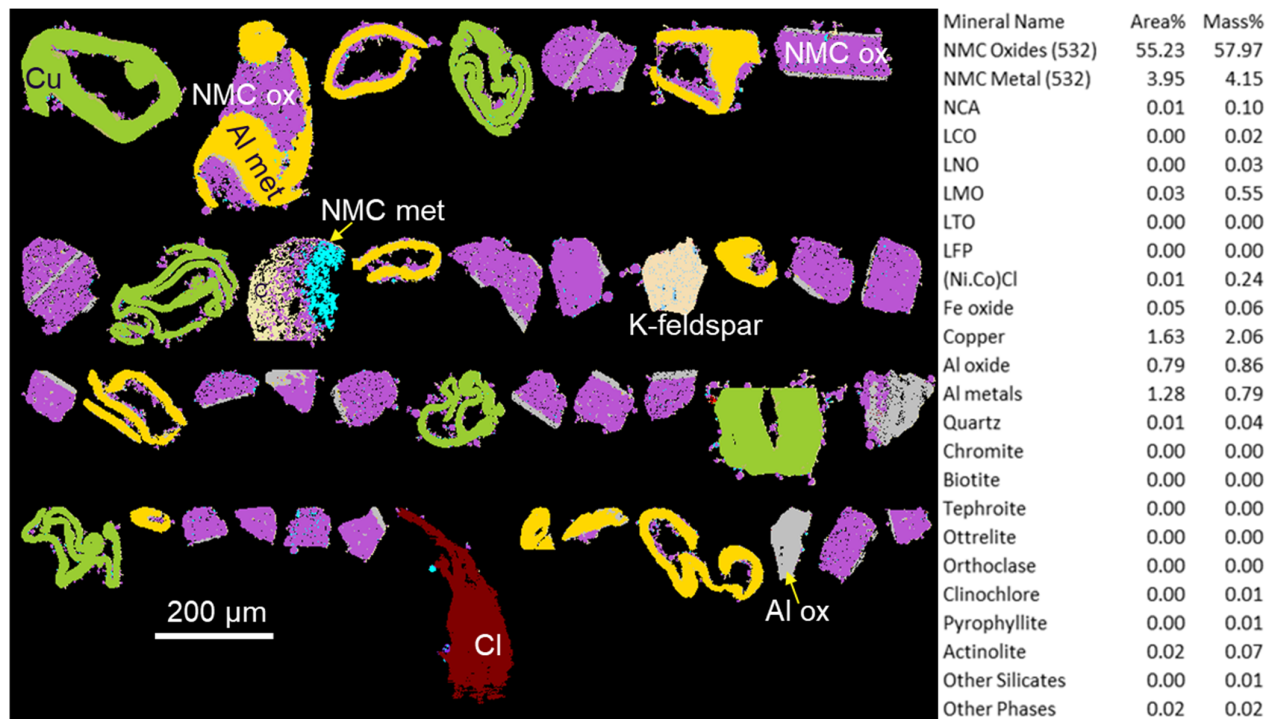 Cu
NMC ox
Al met
NMC ox
NMC met
K-feldspar
200 µm
Cl
Al ox
Mineral Name Area% Mass%
NMC Oxides (532) 55.23 57.97
NMC Metal (532) 3.95 4.15
NCA 0.01 0.10
LCO 0.00 0.02
LNO 0.00 0.03
LMO 0.03 0.55
LTO 0.00 0.00
LFP 0.00 0.00
(Ni.Co)Cl 0.01 0.24
Fe oxide 0.05 0.06
Copper 1.63 2.06
Al oxide 0.79 0.86
Al metals 1.28 0.79
Quartz 0.01 0.04
Chromite 0.00 0.00
Biotite 0.00 0.00
Tephroite 0.00 0.00
Ottrelite 0.00 0.00
Orthoclase 0.00 0.00
Clinochlore 0.00 0.01
Pyrophyllite 0.00 0.01
Actinolite 0.02 0.07
Other Silicates 0.00 0.01
Other Phases 0.02 0.02